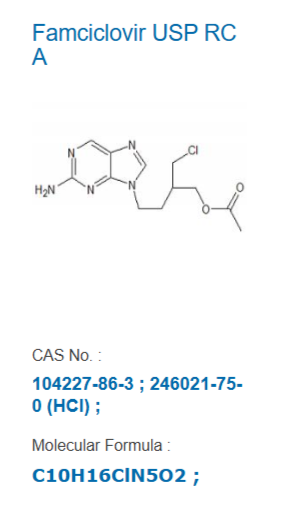 Famciclovir USP RC
A
Cl
N
N
H₂N
N
N
O
O
CAS No. :
104227-86-3 ; 246021-75-
0 (HCl) ;
Molecular Formula :
C10H16ClN5O2 ;